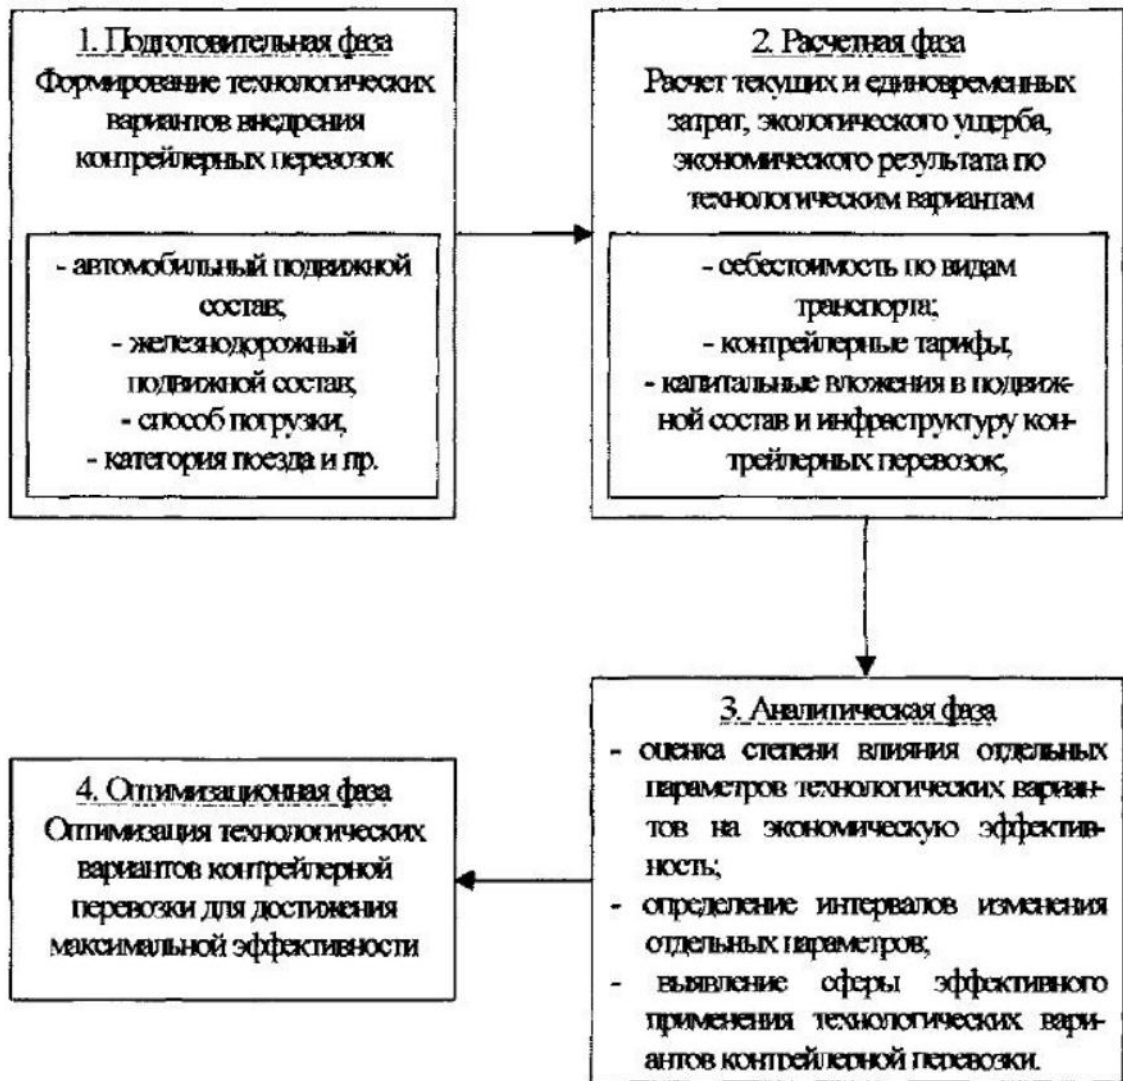 1. Подготовительная фаза
Формирование технологических
вариантов внедрения
контрейлерных перевозок
- автомобильный подвижной
состав;
- железнодорожный
подвижной состав;
- способ погрузки;
- категория поезда и пр.
2. Расчетная фаза
Расчет текущих и единовременных
затрат, экологического ущерба,
экономического результата по
технологическим вариантам
- себестоимость по видам
транспорта;
- контрейлерные тарифы;
- капитальные вложения в подвиж-
ной состав и инфраструктуру кон-
трейлерных перевозок;
3. Аналитическая фаза
- оценка степени влияния отдельных
параметров технологических вариан-
тов на экономическую эффектив-
ность;
- определение интервалов изменения
отдельных параметров;
- выявление сферы эффективного
применения технологических вари-
антов контрейлерной перевозки.
4. Оптимизационная фаза
Оптимизация технологических
вариантов контрейлерной
перевозки для достижения
максимальной эффективности